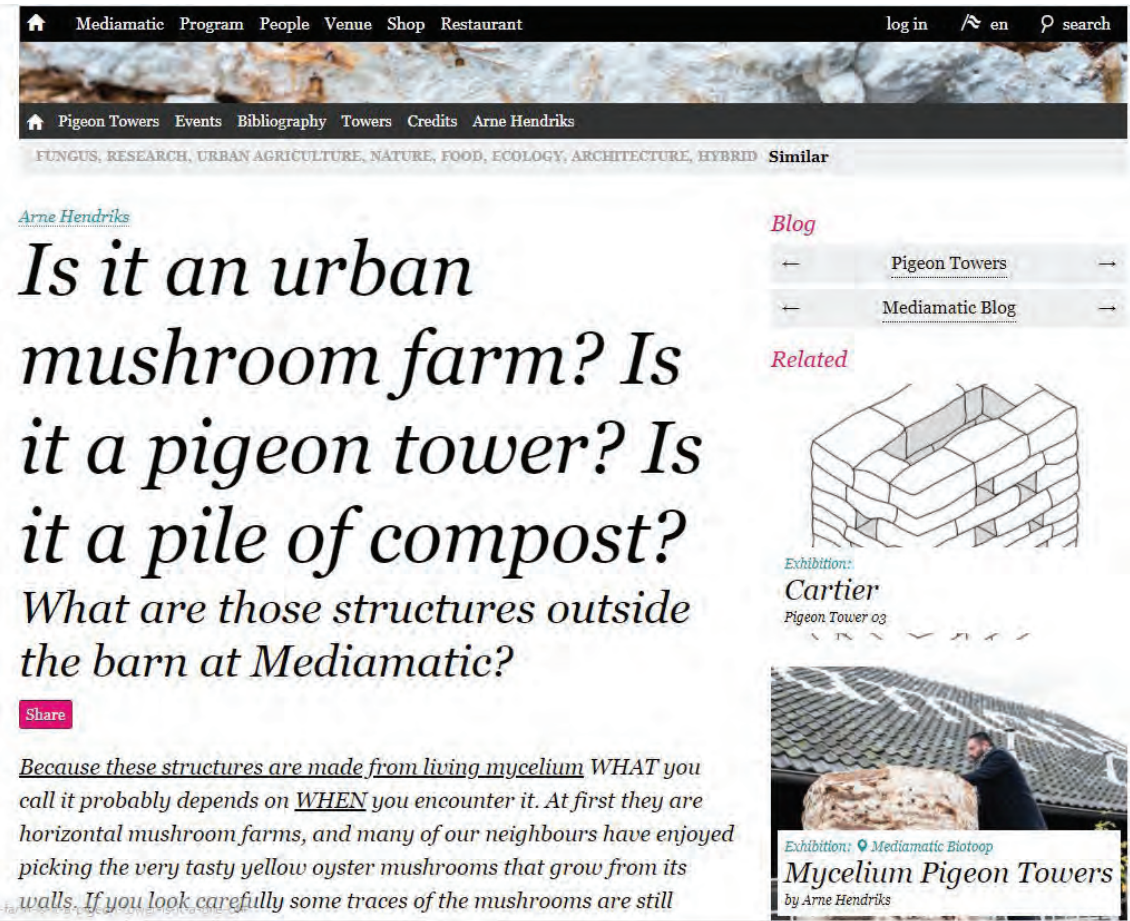 Mediamatic Program People Venue Shop Restaurant log in en search
Pigeon Towers Events Bibliography Towers Credits Arne Hendriks
FUNGUS, RESEARCH, URBAN AGRICULTURE, NATURE, FOOD, ECOLOGY, ARCHITECTURE, HYBRID Similar
Arne Hendriks
Is it an urban
mushroom farm? Is
it a pigeon tower? Is
it a pile of compost?
What are those structures outside
the barn at Mediamatic?
Share
Because these structures are made from living mycelium WHAT you
call it probably depends on WHEN you encounter it. At first they are
horizontal mushroom farms, and many of our neighbours have enjoyed
picking the very tasty yellow oyster mushrooms that grow from its
walls. If you look carefully some traces of the mushrooms are still
Blog
← Pigeon Towers →
← Mediamatic Blog →
Related
Exhibition:
Cartier
Pigeon Tower 03
Exhibition: Mediamatic Biotoop
Mycelium Pigeon Towers
by Arne Hendriks